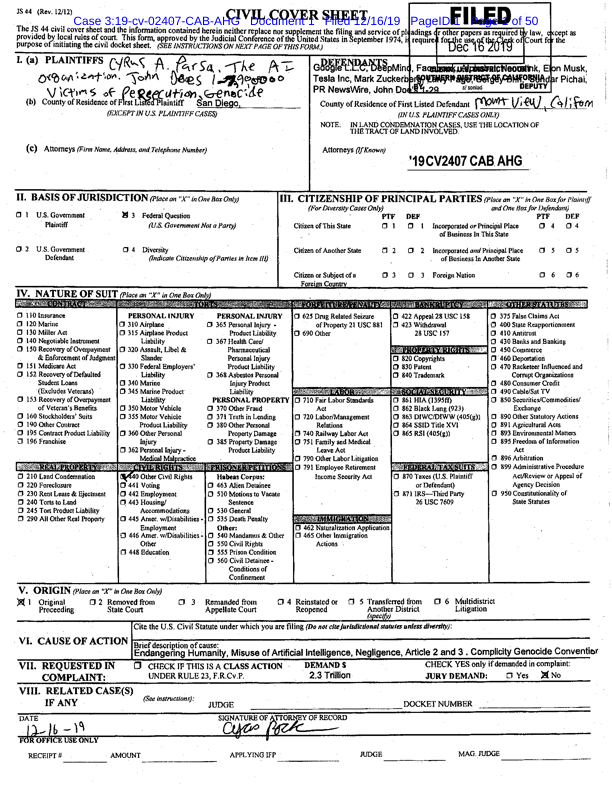 JS 44 (Rev. 12/12)
CIVIL COVER SHEET
Case 3:19-cv-02407-CAB-AHG Document 1 Filed 12/16/19 PageID.1 of 50
FILED
Dec 16 2019
The JS 44 civil cover sheet and the information contained herein neither replace nor supplement the filing and service of pleadings or other papers as required by law, except as
provided by local rules of court. This form, approved by the Judicial Conference of the United States in September 1974, is required for the use of the Clerk of Court for the
purpose of initiating the civil docket sheet. (SEE INSTRUCTIONS ON NEXT PAGE OF THIS FORM.)
I. (a) PLAINTIFFS
Cyrus A. Parsa, The AI
Organization. John Does
Victims of Persecution, Genocide
(b) County of Residence of First Listed Plaintiff San Diego,
(EXCEPT IN U.S. PLAINTIFF CASES)
(c) Attorneys (Firm Name, Address, and Telephone Number)
DEFENDANTS
Google L.L.C, DeepMind, Facebook, Neuralink, Elon Musk,
Tesla Inc, Mark Zuckerberg, Sundar Pichai,
PR NewsWire, John Doe
DEPUTY
County of Residence of First Listed Defendant Mount View, Californ
(IN U.S. PLAINTIFF CASES ONLY)
NOTE: IN LAND CONDEMNATION CASES, USE THE LOCATION OF
THE TRACT OF LAND INVOLVED.
Attorneys (If Known)
'19CV2407 CAB AHG
II. BASIS OF JURISDICTION (Place an "X" in One Box Only)
1 U.S. Government
Plaintiff
3 Federal Question
(U.S. Government Not a Party)
2 U.S. Government
Defendant
4 Diversity
(Indicate Citizenship of Parties in Item III)
III. CITIZENSHIP OF PRINCIPAL PARTIES (Place an "X" in One Box for Plaintiff
(For Diversity Cases Only) and One Box for Defendant)
PTF DEF PTF DEF
Citizen of This State 1 1 Incorporated or Principal Place 4 4
of Business In This State
Citizen of Another State 2 2 Incorporated and Principal Place 5 5
of Business In Another State
Citizen or Subject of a 3 3 Foreign Nation 6 6
Foreign Country
IV. NATURE OF SUIT (Place an "X" in One Box Only)
CONTRACT
110 Insurance
120 Marine
130 Miller Act
140 Negotiable Instrument
150 Recovery of Overpayment
& Enforcement of Judgment
151 Medicare Act
152 Recovery of Defaulted
Student Loans
(Excludes Veterans)
153 Recovery of Overpayment
of Veteran's Benefits
160 Stockholders' Suits
190 Other Contract
195 Contract Product Liability
196 Franchise
REAL PROPERTY
210 Land Condemnation
220 Foreclosure
230 Rent Lease & Ejectment
240 Torts to Land
245 Tort Product Liability
290 All Other Real Property
TORTS
PERSONAL INJURY
310 Airplane
315 Airplane Product
Liability
320 Assault, Libel &
Slander
330 Federal Employers'
Liability
340 Marine
345 Marine Product
Liability
350 Motor Vehicle
355 Motor Vehicle
Product Liability
360 Other Personal
Injury
362 Personal Injury -
Medical Malpractice
CIVIL RIGHTS
440 Other Civil Rights
441 Voting
442 Employment
443 Housing/
Accommodations
445 Amer. w/Disabilities -
Employment
446 Amer. w/Disabilities -
Other
448 Education
PERSONAL INJURY
365 Personal Injury -
Product Liability
367 Health Care/
Pharmaceutical
Personal Injury
Product Liability
368 Asbestos Personal
Injury Product
Liability
PERSONAL PROPERTY
370 Other Fraud
371 Truth in Lending
380 Other Personal
Property Damage
385 Property Damage
Product Liability
PRISONER PETITIONS
Habeas Corpus:
463 Alien Detainee
510 Motions to Vacate
Sentence
530 General
535 Death Penalty
Other:
540 Mandamus & Other
550 Civil Rights
555 Prison Condition
560 Civil Detainee -
Conditions of
Confinement
FORFEITURE/PENALTY
625 Drug Related Seizure
of Property 21 USC 881
690 Other
LABOR
710 Fair Labor Standards
Act
720 Labor/Management
Relations
740 Railway Labor Act
751 Family and Medical
Leave Act
790 Other Labor Litigation
791 Employee Retirement
Income Security Act
IMMIGRATION
462 Naturalization Application
465 Other Immigration
Actions
BANKRUPTCY
422 Appeal 28 USC 158
423 Withdrawal
28 USC 157
PROPERTY RIGHTS
820 Copyrights
830 Patent
840 Trademark
SOCIAL SECURITY
861 HIA (1395ff)
862 Black Lung (923)
863 DIWC/DIWW (405(g))
864 SSID Title XVI
865 RSI (405(g))
FEDERAL TAX SUITS
870 Taxes (U.S. Plaintiff
or Defendant)
871 IRS—Third Party
26 USC 7609
OTHER STATUTES
375 False Claims Act
400 State Reapportionment
410 Antitrust
430 Banks and Banking
450 Commerce
460 Deportation
470 Racketeer Influenced and
Corrupt Organizations
480 Consumer Credit
490 Cable/Sat TV
850 Securities/Commodities/
Exchange
890 Other Statutory Actions
891 Agricultural Acts
893 Environmental Matters
895 Freedom of Information
Act
896 Arbitration
899 Administrative Procedure
Act/Review or Appeal of
Agency Decision
950 Constitutionality of
State Statutes
V. ORIGIN (Place an "X" in One Box Only)
1 Original
Proceeding
2 Removed from
State Court
3 Remanded from
Appellate Court
4 Reinstated or
Reopened
5 Transferred from
Another District
(specify)
6 Multidistrict
Litigation
VI. CAUSE OF ACTION
Cite the U.S. Civil Statute under which you are filing (Do not cite jurisdictional statutes unless diversity):
Brief description of cause:
Endangering Humanity, Misuse of Artificial Intelligence, Negligence, Article 2 and 3 , Complicity Genocide Convention
VII. REQUESTED IN
COMPLAINT:
CHECK IF THIS IS A CLASS ACTION
UNDER RULE 23, F.R.Cv.P.
DEMAND $
2.3 Trillion
CHECK YES only if demanded in complaint:
JURY DEMAND: Yes No
VIII. RELATED CASE(S)
IF ANY
(See instructions):
JUDGE DOCKET NUMBER
DATE
12-16-19
SIGNATURE OF ATTORNEY OF RECORD
FOR OFFICE USE ONLY
RECEIPT # AMOUNT APPLYING IFP JUDGE MAG. JUDGE